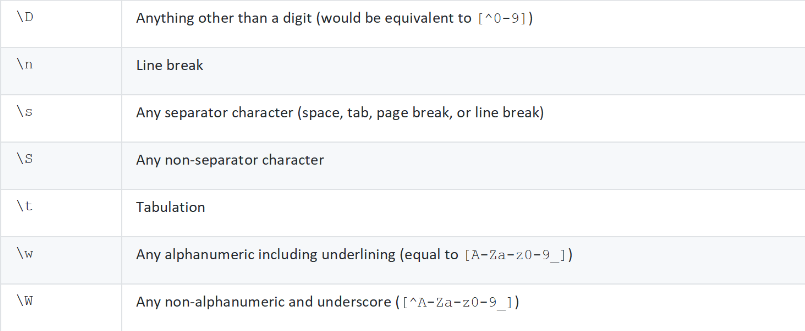 \D Anything other than a digit (would be equivalent to [^0-9])
\n Line break
\s Any separator character (space, tab, page break, or line break)
\S Any non-separator character
\t Tabulation
\w Any alphanumeric including underlining (equal to [A-Za-z0-9_])
\W Any non-alphanumeric and underscore ([^A-Za-z0-9_])